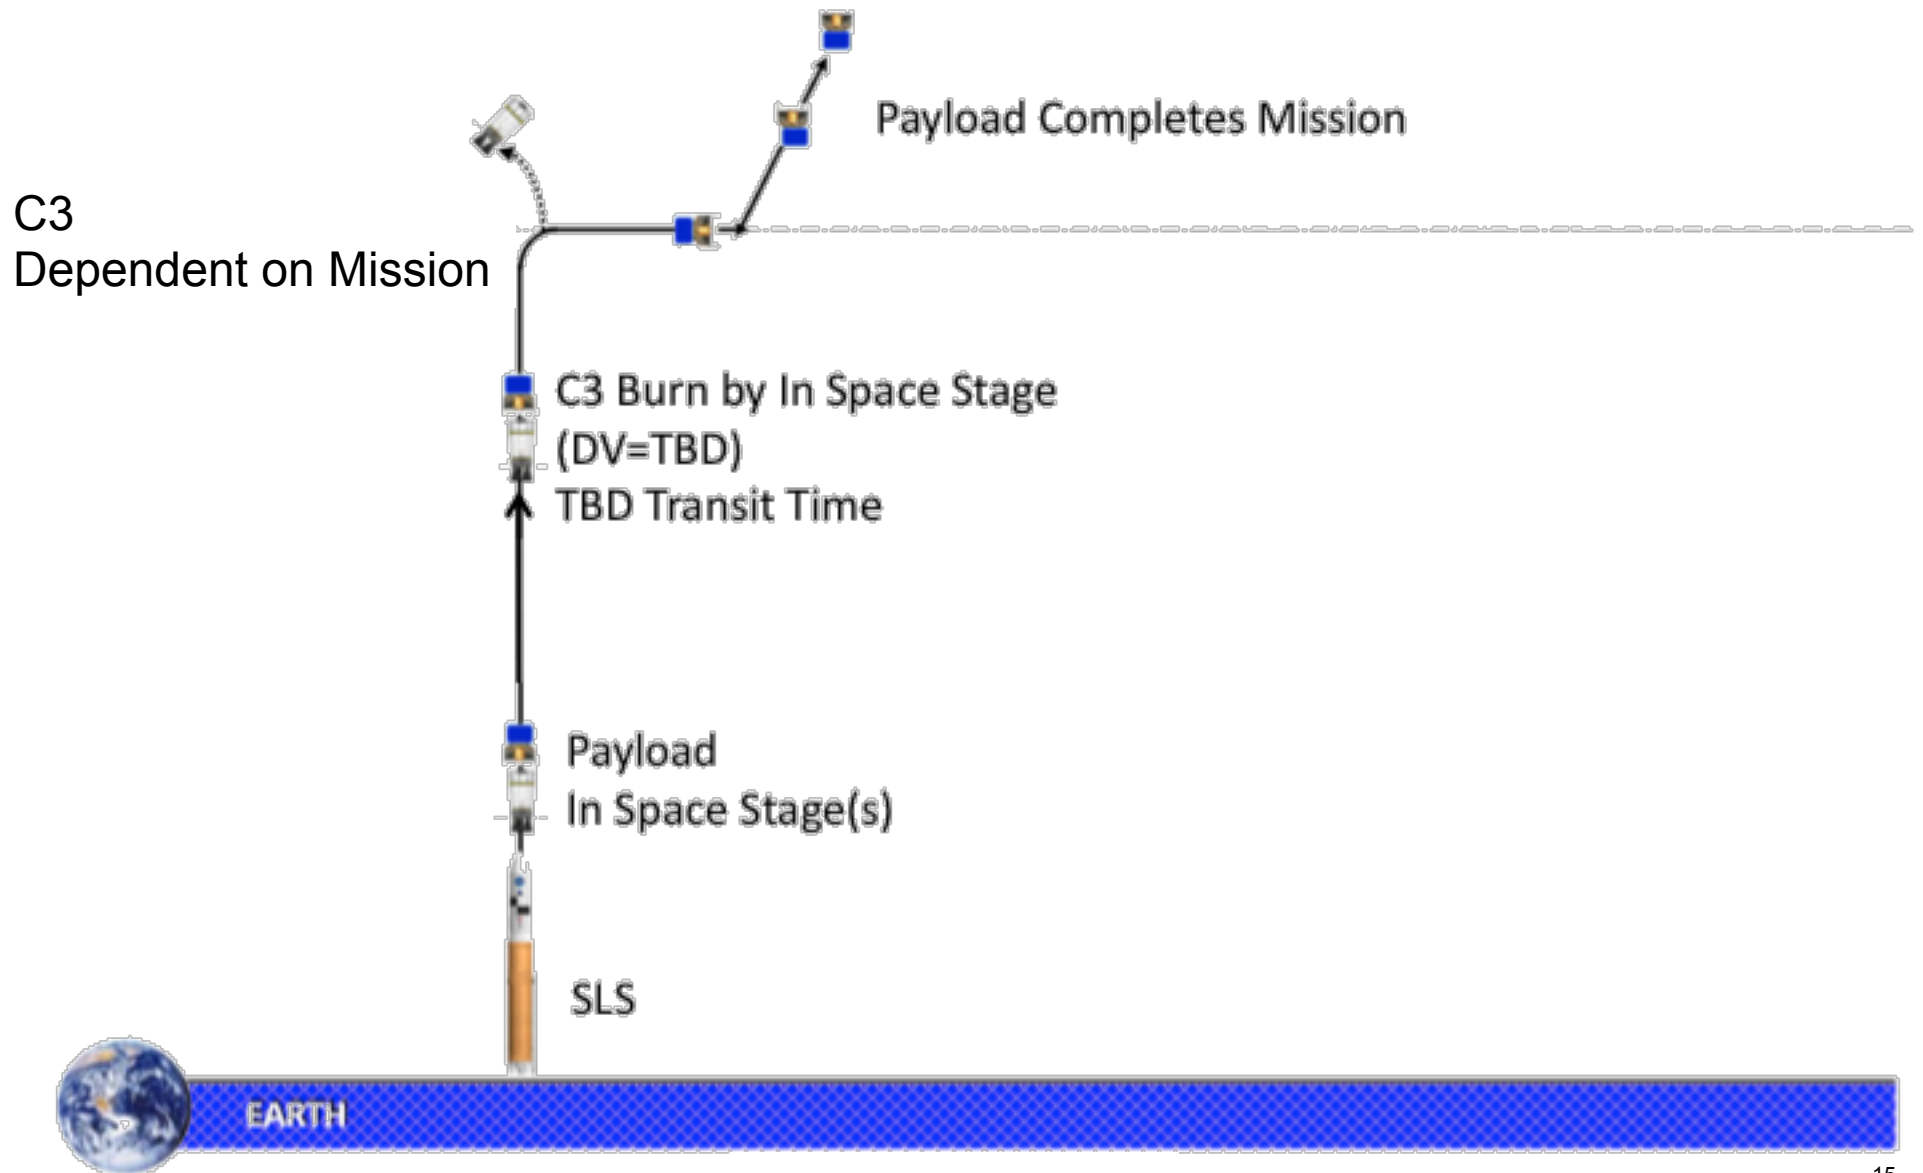 Payload Completes Mission
C3
Dependent on Mission
C3 Burn by In Space Stage
(DV=TBD)
TBD Transit Time
Payload
In Space Stage(s)
SLS
EARTH
15